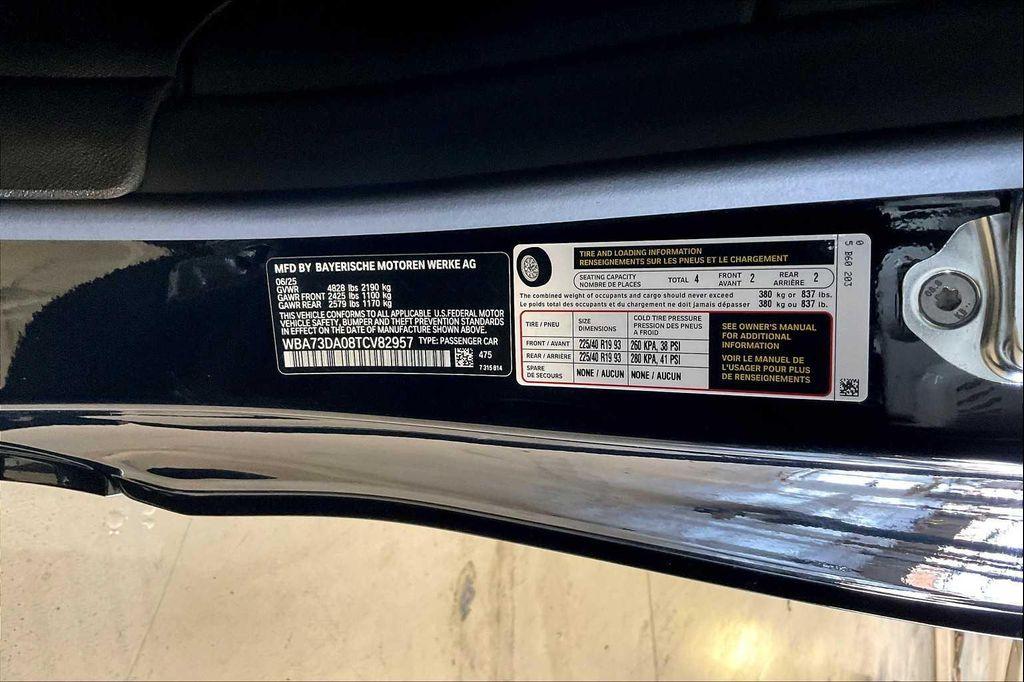 MFD BY BAYERISCHE MOTOREN WERKE AG
06/25
GVWR 4828 lbs 2190 kg
GAWR FRONT 2425 lbs 1100 kg
GAWR REAR 2579 lbs 1170 kg
THIS VEHICLE CONFORMS TO ALL APPLICABLE U.S.FEDERAL MOTOR
VEHICLE SAFETY, BUMPER AND THEFT PREVENTION STANDARDS
IN EFFECT ON THE DATE OF MANUFACTURE SHOWN ABOVE.
WBA73DA08TCV82957 TYPE: PASSENGER CAR
475
7 315 814
TIRE AND LOADING INFORMATION
RENSEIGNEMENTS SUR LES PNEUS ET LE CHARGEMENT
SEATING CAPACITY
NOMBRE DE PLACES
TOTAL 4
FRONT
AVANT 2
REAR
ARRIÈRE 2
The combined weight of occupants and cargo should never exceed 380 kg or 837 lbs.
Le poids total des occupants et du chargement ne doit jamais dépasser 380 kg ou 837 lb.
TIRE / PNEU
SIZE
DIMENSIONS
COLD TIRE PRESSURE
PRESSION DES PNEUS
A FROID
FRONT / AVANT 225/40 R19 93 260 KPA, 38 PSI
REAR / ARRIÈRE 225/40 R19 93 280 KPA, 41 PSI
SPARE
DE SECOURS
NONE / AUCUN NONE / AUCUN
SEE OWNER'S MANUAL
FOR ADDITIONAL
INFORMATION
VOIR LE MANUEL DE
L'USAGER POUR PLUS
DE RENSEIGNEMENTS
0
5 B60 203